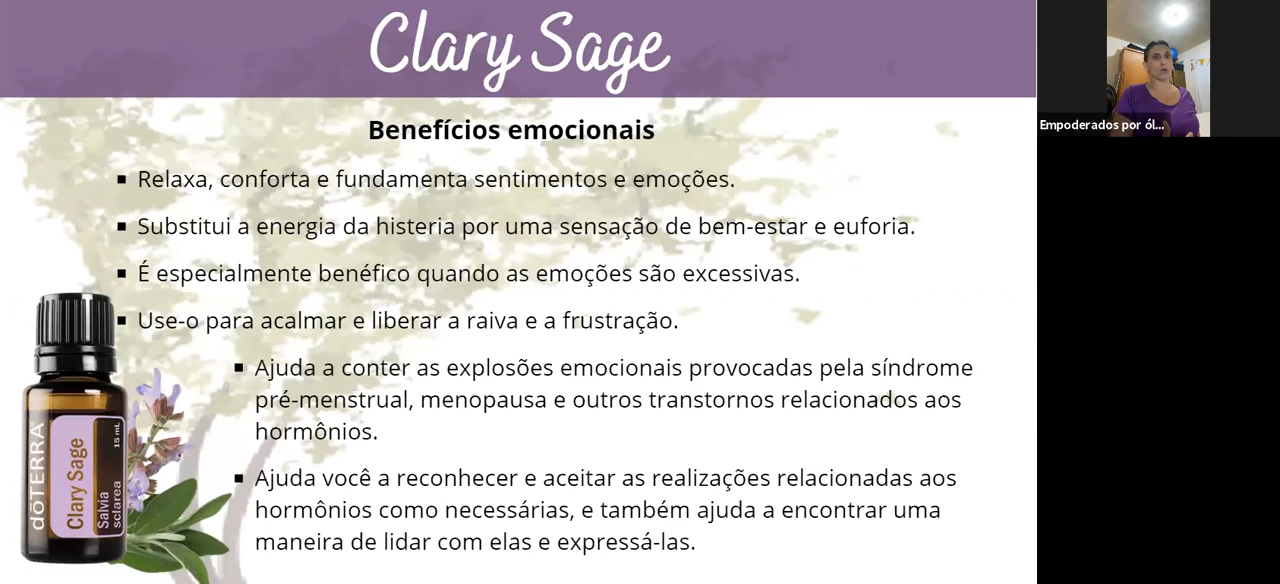 Clary Sage
Benefícios emocionais
▪ Relaxa, conforta e fundamenta sentimentos e emoções.
▪ Substitui a energia da histeria por uma sensação de bem-estar e euforia.
▪ É especialmente benéfico quando as emoções são excessivas.
▪ Use-o para acalmar e liberar a raiva e a frustração.
▪ Ajuda a conter as explosões emocionais provocadas pela síndrome
pré-menstrual, menopausa e outros transtornos relacionados aos
hormônios.
▪ Ajuda você a reconhecer e aceitar as realizações relacionadas aos
hormônios como necessárias, e também ajuda a encontrar uma
maneira de lidar com elas e expressá-las.
dōTERRA
Clary Sage
Salvia
sclarea
15 mL
Empoderados por ól...